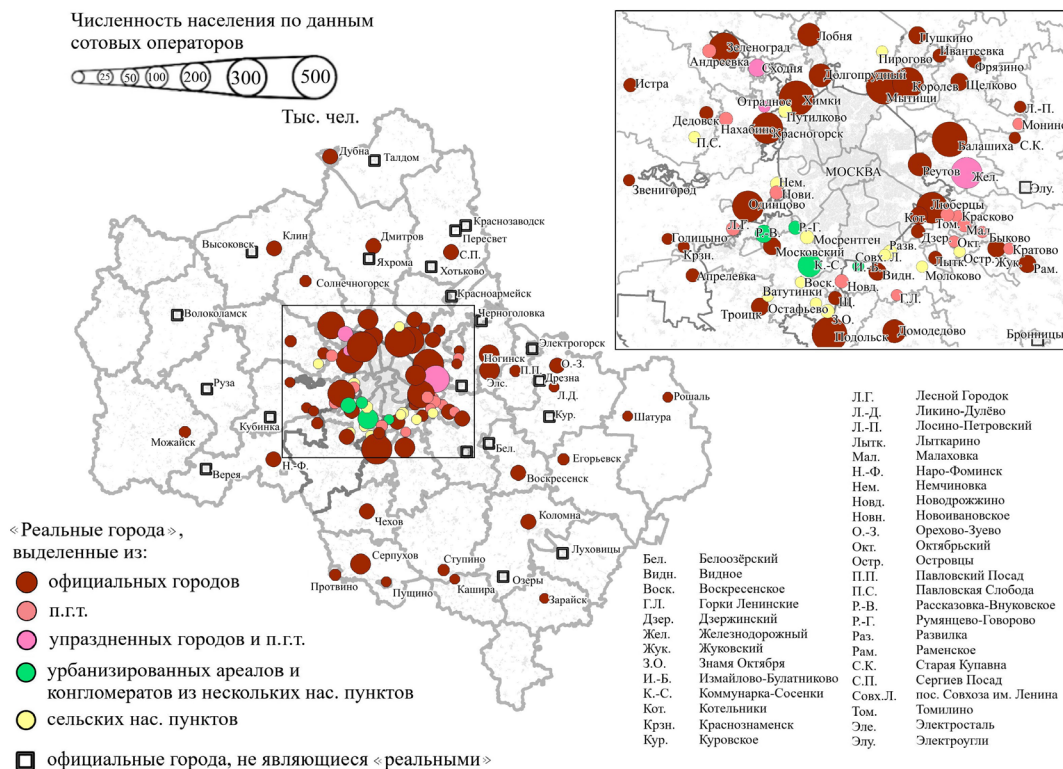 Численность населения по данным
сотовых операторов
25 50 100 200 300 500
Тыс. чел.
Дубна
Талдом
Краснозаводск
Пересвет
С.П.
Высоковск
Клин
Дмитров
Яхрома
Хотьково
Солнечногорск
Красноармейск
Волоколамск
Черноголовка
Электрогорск
Ногинск
О.-З.
Элс.
П.П.
Дрезна
Л.Д.
Руза
Рошаль
Кубинка
Кур.
Шатура
Можайск
Бел.
Верея
Н.-Ф.
Егорьевск
Воскресенск
Чехов
Коломна
Серпухов
Ступино
Луховицы
Протвино
Пущино
Кашира
Озеры
Зарайск
Зеленоград
Лобня
Пушкино
Андреевка
Ивантеевка
Пирогово
Сходня
Фрязино
Истра
Долгопрудный
Королев
Щелково
Химки
Мытищи
Отрадное
Путилково
Л.-П.
Дедовск
Нахабино
Красногорск
Монино
П.С.
Балашиха
С.К.
МОСКВА
Реутов
Жел.
Звенигород
Нем.
Элу.
Нови.
Одинцово
Люберцы
Кот.
Том.
Красково
Л.Г.
Р.-В.
Р.-Г.
Мал.
Голицыно
Мосрентген
Дзер.
Окт.
Быково
Крзн.
Московский
Разв.
Кратово
Совх. Л.
Лытк.
Остр.
Жук.
Рам.
К.-С.
И.-Б.
Видн.
Апрелевка
Молоково
Воск.
Новд.
Ватутинки
Щ.
Г.Л.
Троицк
Остафьево
З.О.
Подольск
Домодедово
Бронницы
«Реальные города»,
выделенные из:
официальных городов
п.г.т.
упраздненных городов и п.г.т.
урбанизированных ареалов и
конгломератов из нескольких нас. пунктов
сельских нас. пунктов
официальные города, не являющиеся «реальными»
Бел. Белоозёрский
Видн. Видное
Воск. Воскресенское
Г.Л. Горки Ленинские
Дзер. Дзержинский
Жел. Железнодорожный
Жук. Жуковский
З.О. Знамя Октября
И.-Б. Измайлово-Булатниково
К.-С. Коммунарка-Сосенки
Кот. Котельники
Крзн. Краснознаменск
Кур. Куровское
Л.Г. Лесной Городок
Л.-Д. Ликино-Дулёво
Л.-П. Лосино-Петровский
Лытк. Лыткарино
Мал. Малаховка
Н.-Ф. Наро-Фоминск
Нем. Немчиновка
Новд. Новодрожжино
Новн. Новоивановское
О.-З. Орехово-Зуево
Окт. Октябрьский
Остр. Островцы
П.П. Павловский Посад
П.С. Павловская Слобода
Р.-В. Рассказовка-Внуковское
Р.-Г. Румянцево-Говорово
Раз. Развилка
Рам. Раменское
С.К. Старая Купавна
С.П. Сергиев Посад
Совх.Л. пос. Совхоза им. Ленина
Том. Томилино
Эле. Электросталь
Элу. Электроугли